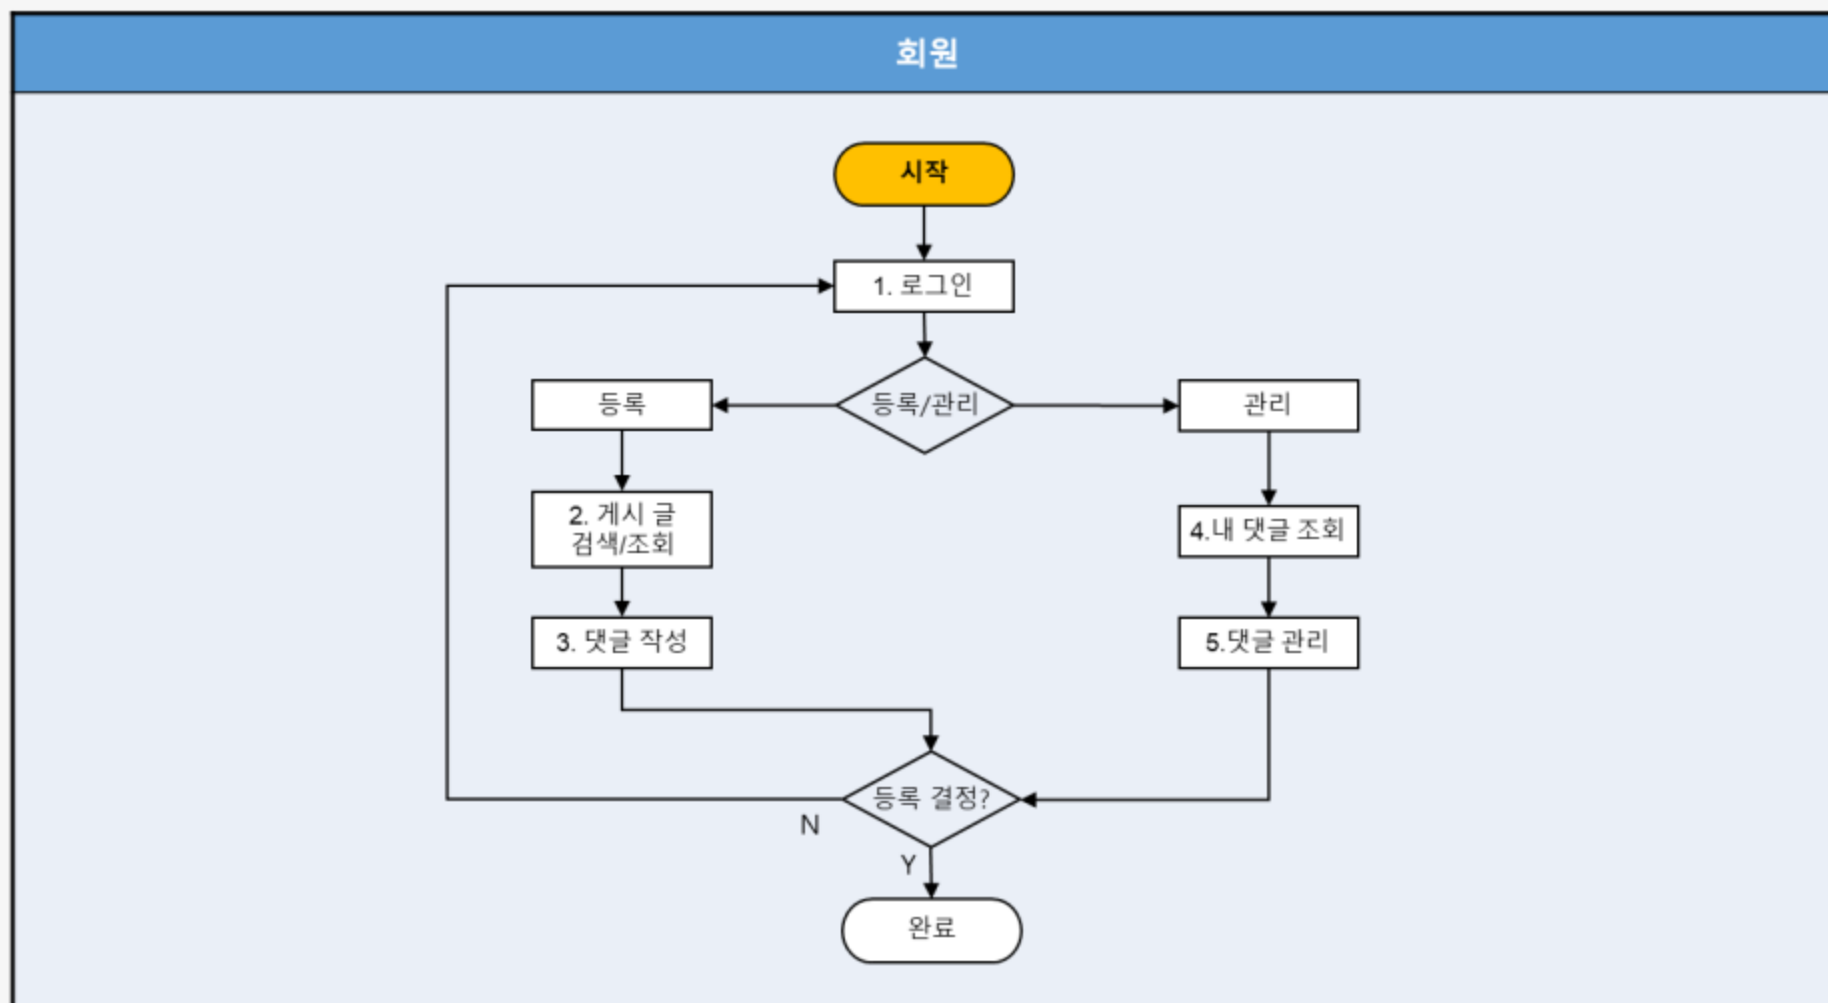 회원
시작
1. 로그인
등록
등록/관리
관리
2. 게시 글
검색/조회
4.내 댓글 조회
3. 댓글 작성
5.댓글 관리
등록 결정?
N
Y
완료